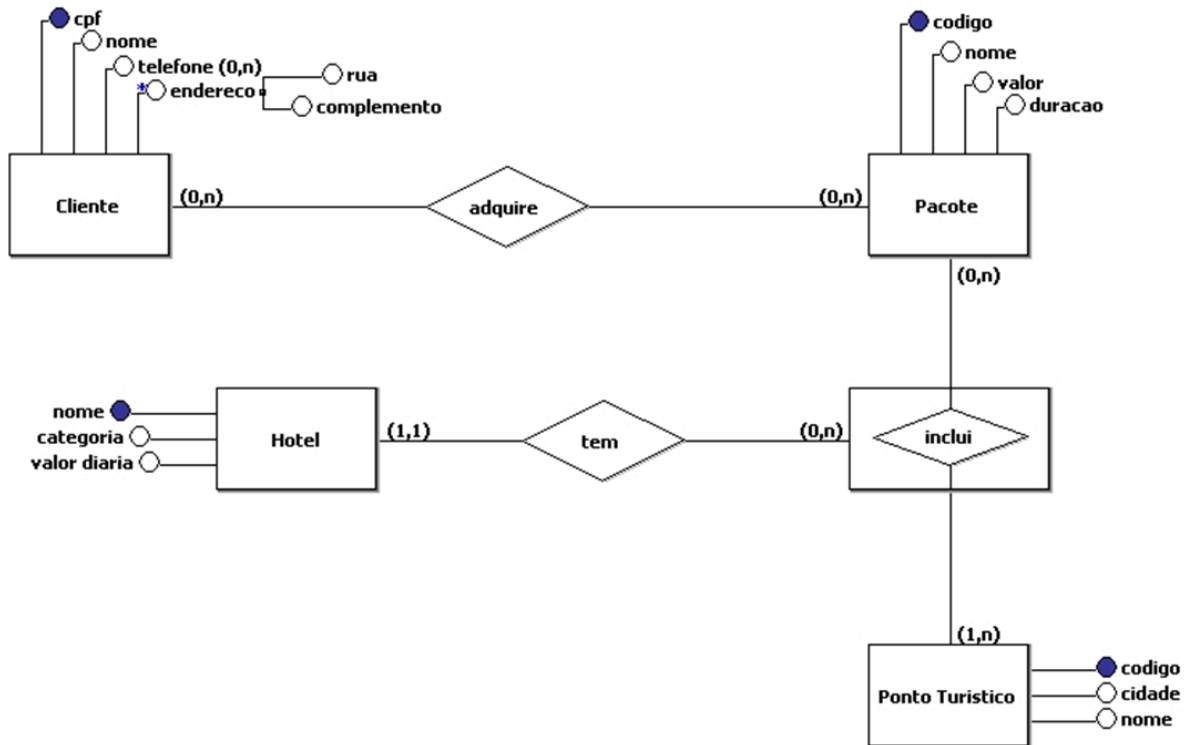 cpf
nome
telefone (0,n)
endereco
rua
complemento
Cliente
(0,n)
adquire
(0,n)
codigo
nome
valor
duracao
Pacote
(0,n)
nome
categoria
valor diaria
Hotel
(1,1)
tem
(0,n)
inclui
(1,n)
Ponto Turistico
codigo
cidade
nome